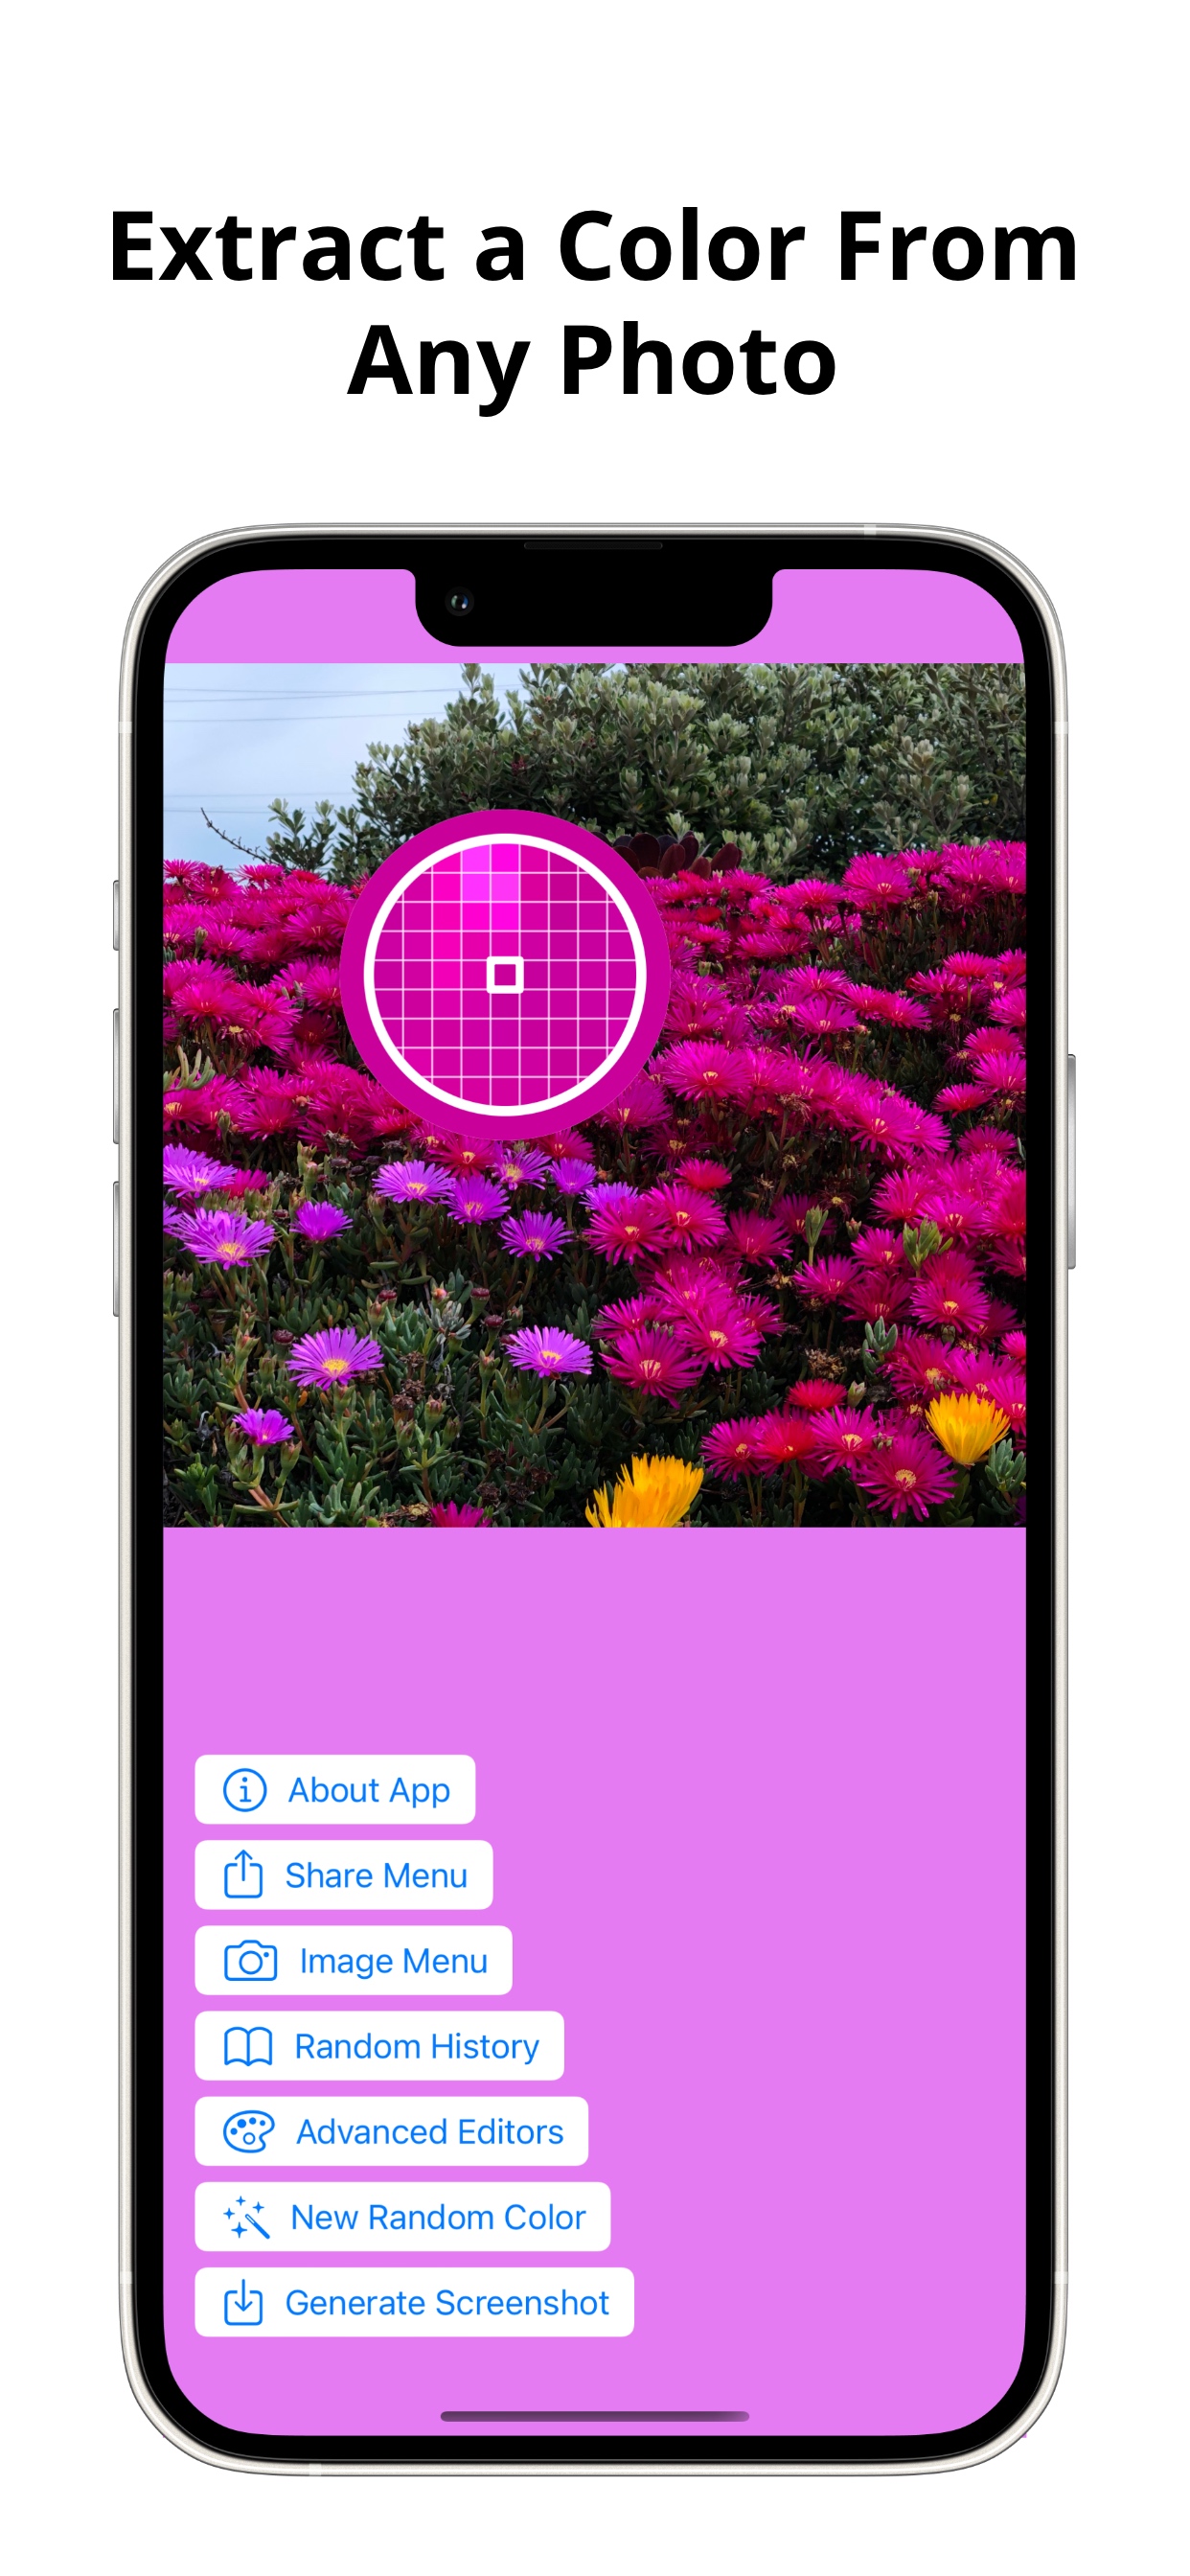 Extract a Color From
Any Photo
About App
Share Menu
Image Menu
Random History
Advanced Editors
New Random Color
Generate Screenshot